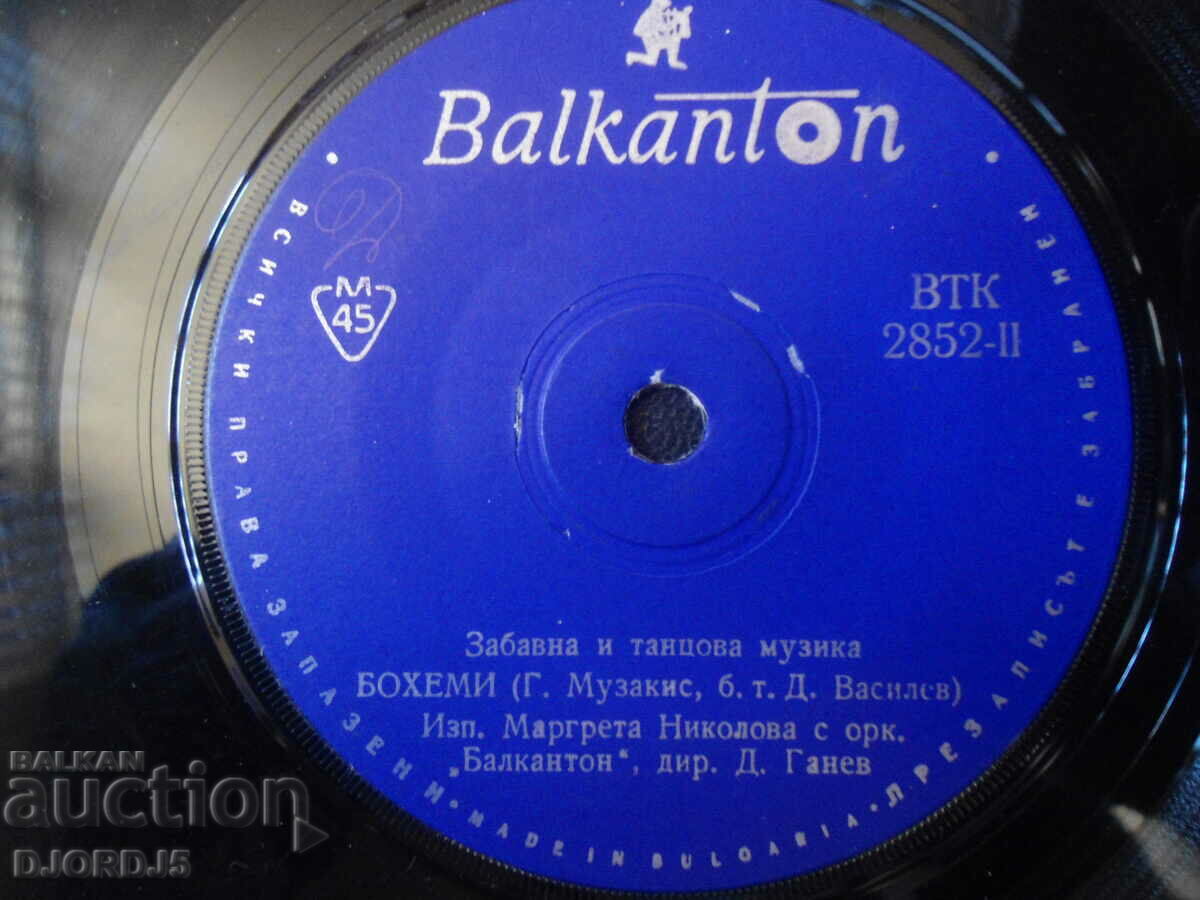 Balkanton
M
45
ВТК
2852-II
Забавна и танцова музика
БОХЕМИ (Г. Музакис, б. т. Д. Василев)
Изп. Маргрета Николова с орк.
„Балкантон“, дир. Д. Ганев
• ВСИЧКИ ПРАВА ЗАПАЗЕНИ • MADE IN BULGARIA • ПРЕЗАПИСЪТ Е ЗАБРАНЕН •
BALKAN
auction
DJORDJ5